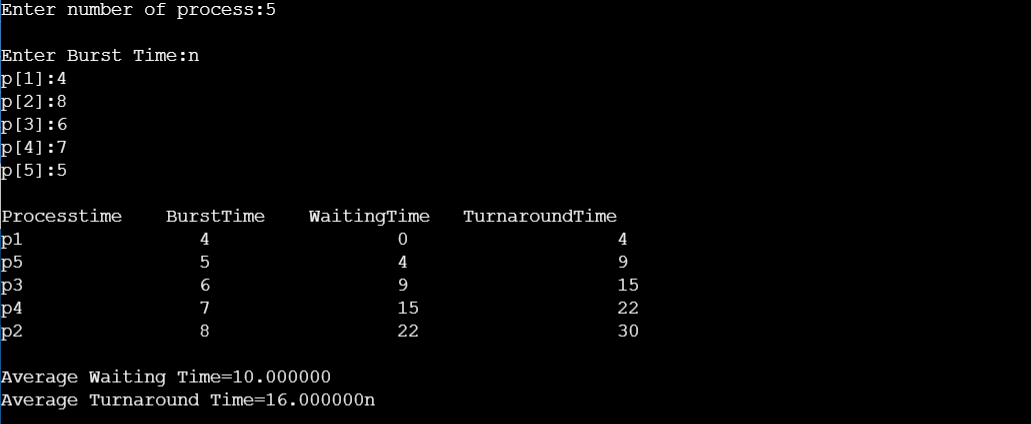 Enter number of process:5
Enter Burst Time:n
p[1]:4
p[2]:8
p[3]:6
p[4]:7
p[5]:5
Processtime    BurstTime    WaitingTime   TurnaroundTime
p1                4                 0                   4
p5                5                 4                   9
p3                6                 9                   15
p4                7                 15                  22
p2                8                 22                  30
Average Waiting Time=10.000000
Average Turnaround Time=16.000000n